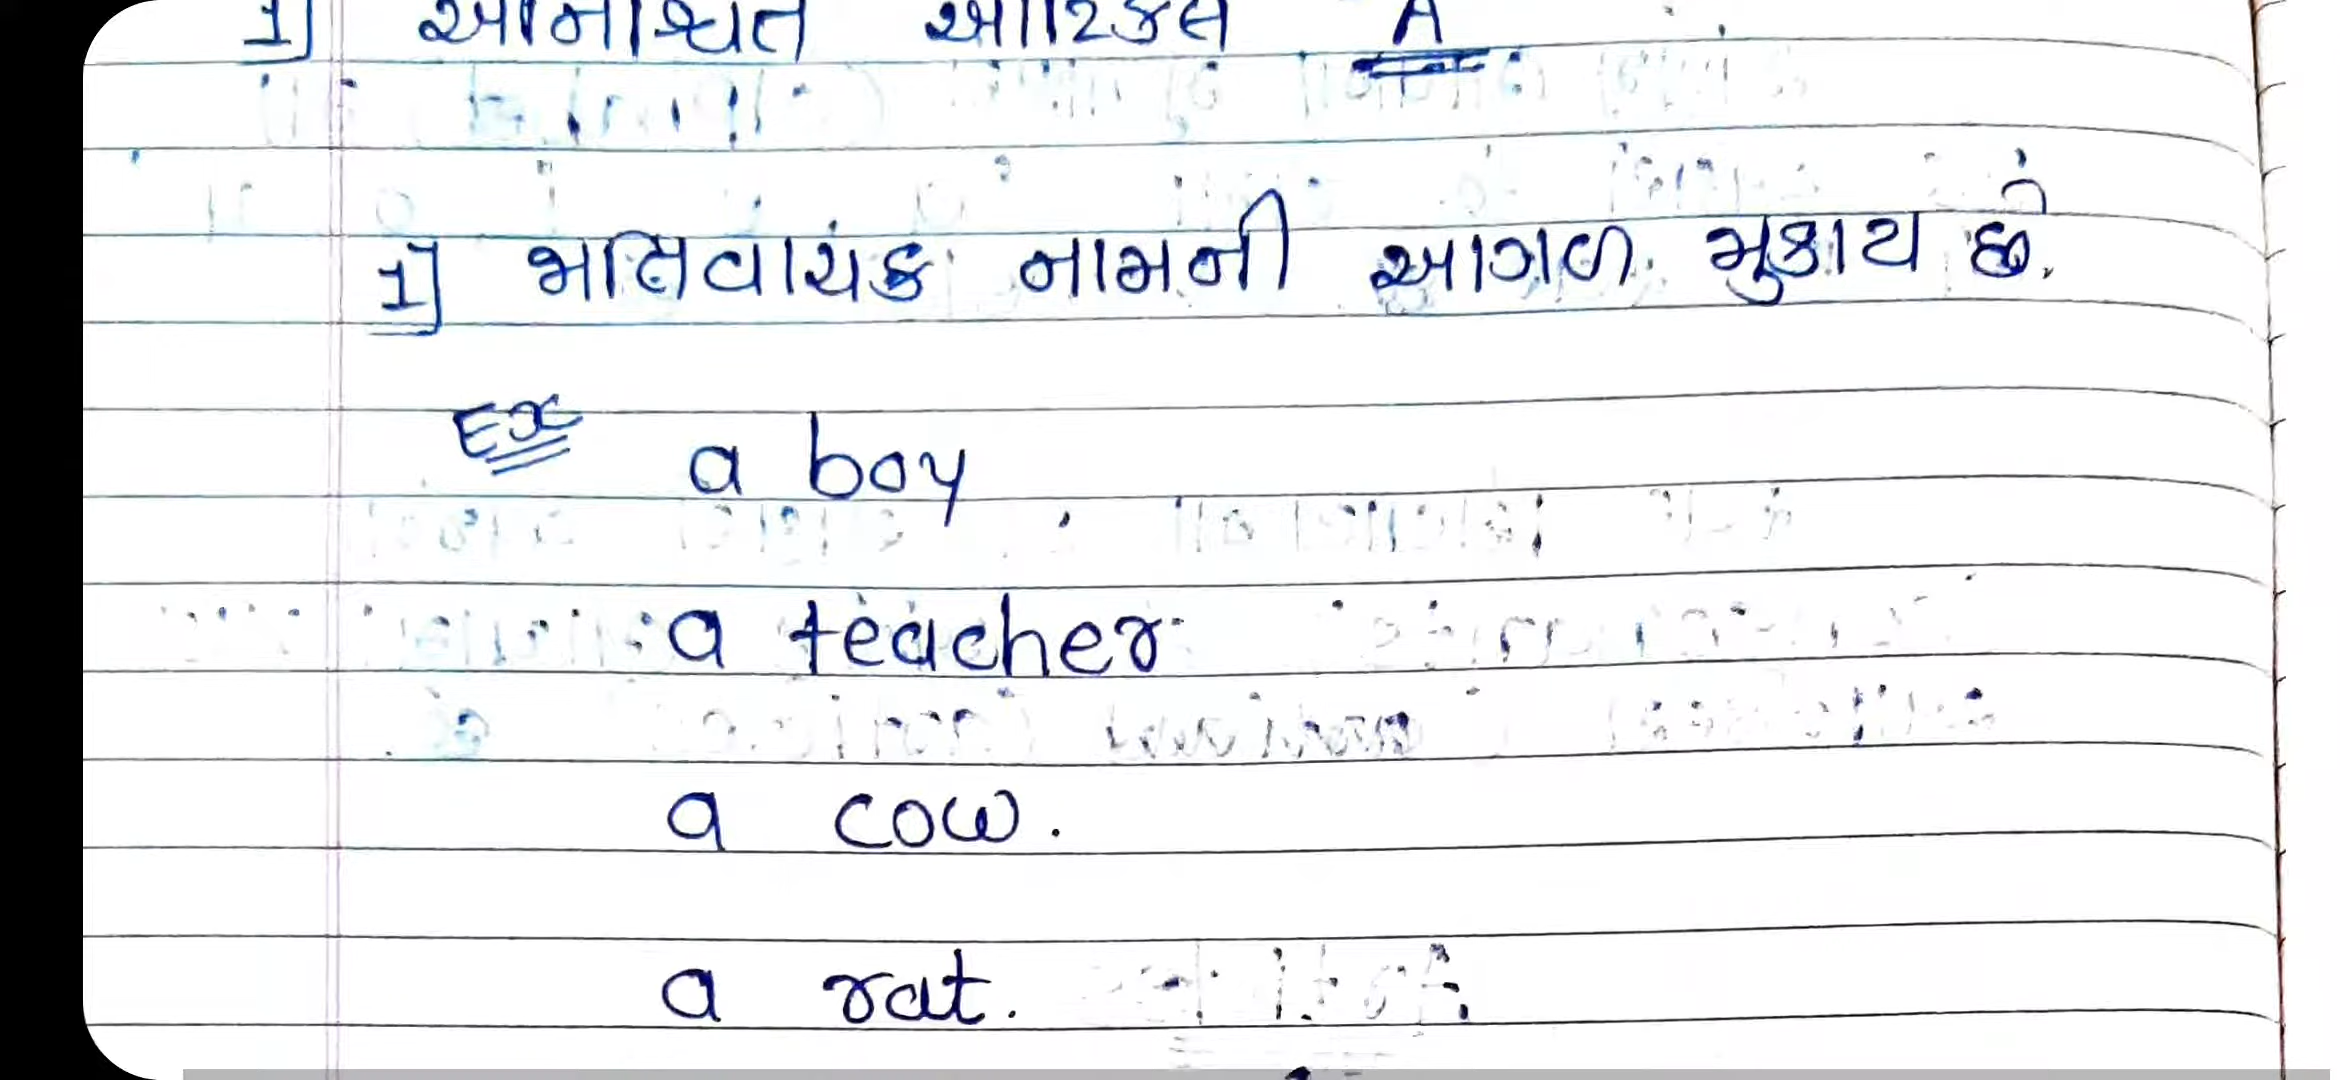 1] અનિશ્ચિત આર્ટિકલ A
1] જાતિવાચક નામની આગળ મુકાય છે.
Ex a boy
a teacher
a cow.
a rat.